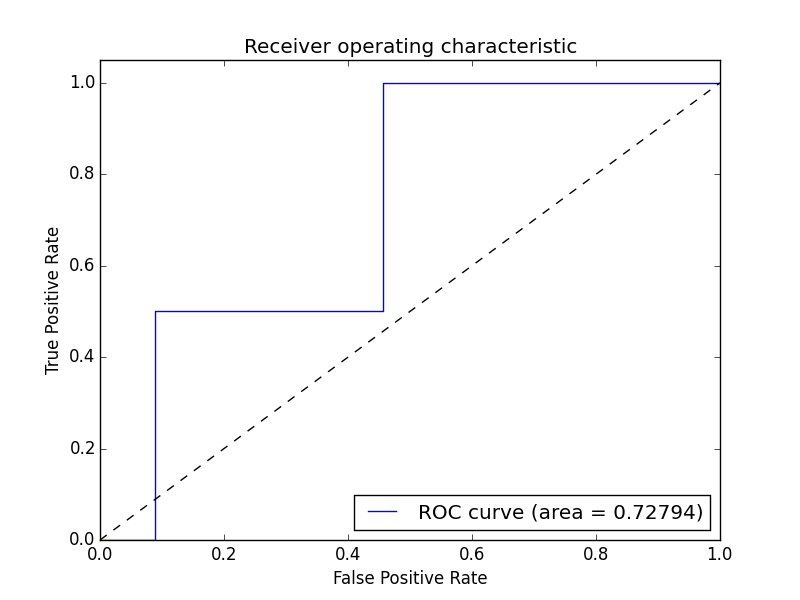 Receiver operating characteristic
1.0
0.8
0.6
0.4
0.2
0.0
True Positive Rate
ROC curve (area = 0.72794)
0.0 0.2 0.4 0.6 0.8 1.0
False Positive Rate